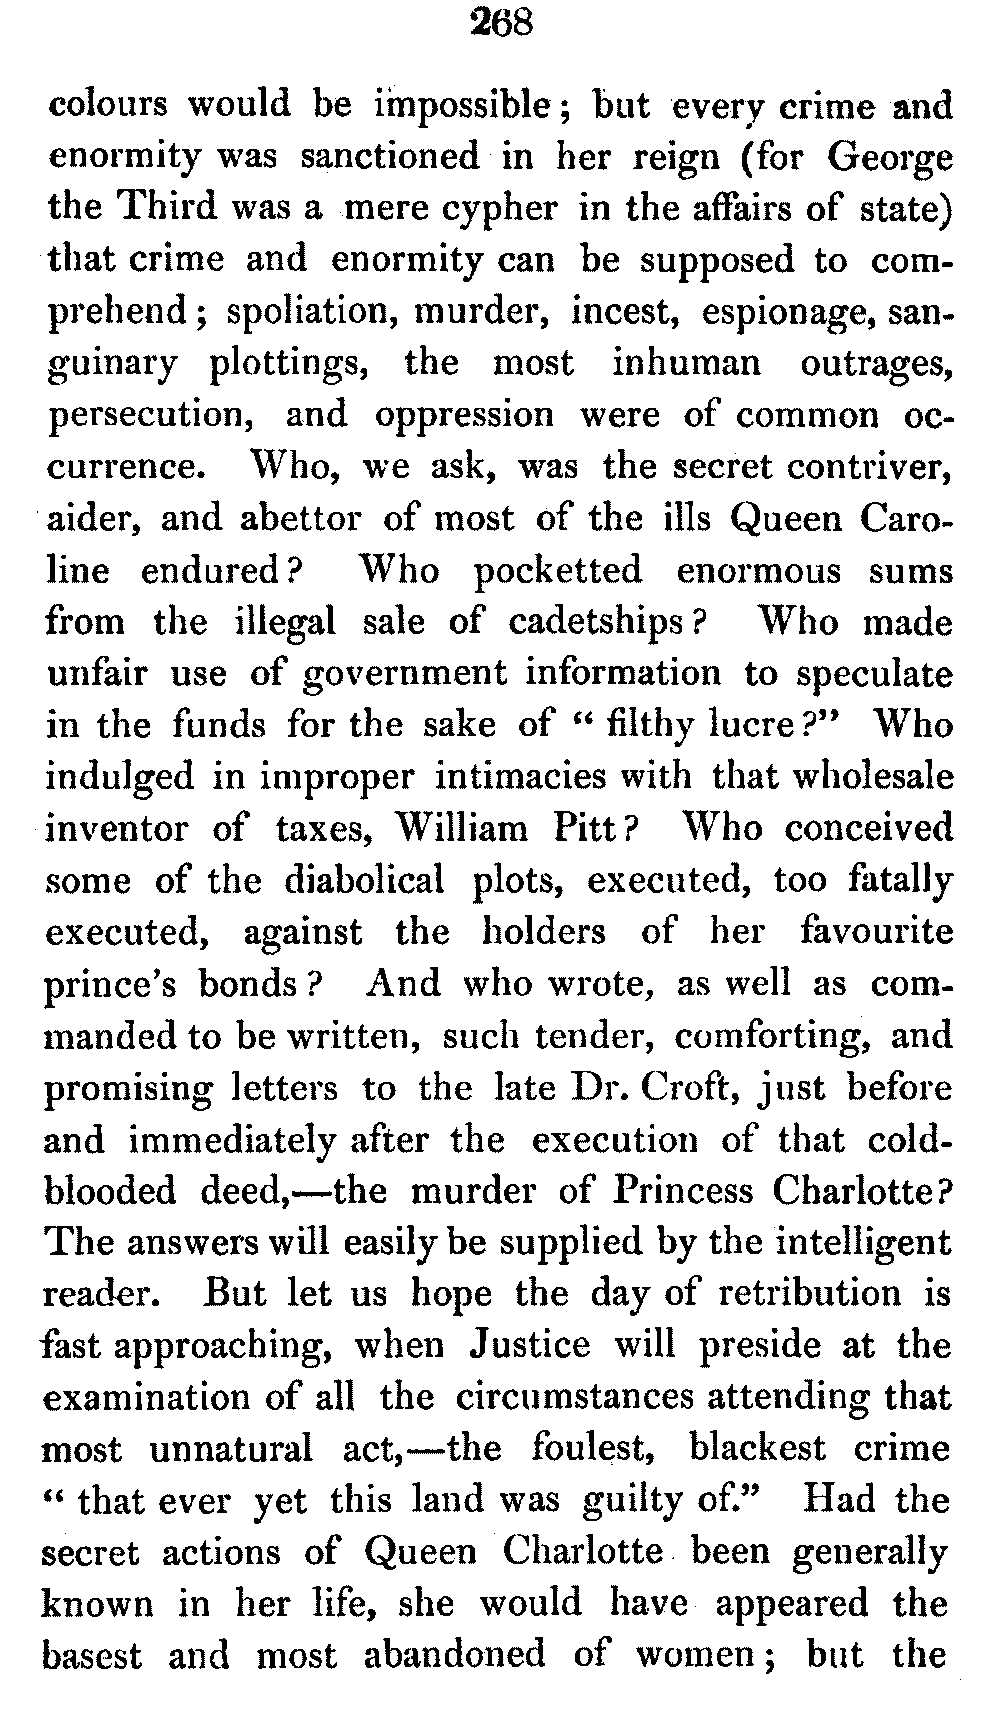 268
colours would be impossible; but every crime and
enormity was sanctioned in her reign (for George
the Third was a mere cypher in the affairs of state)
that crime and enormity can be supposed to com-
prehend; spoliation, murder, incest, espionage, san-
guinary plottings, the most inhuman outrages,
persecution, and oppression were of common oc-
currence. Who, we ask, was the secret contriver,
aider, and abettor of most of the ills Queen Caro-
line endured? Who pocketted enormous sums
from the illegal sale of cadetships? Who made
unfair use of government information to speculate
in the funds for the sake of “ filthy lucre?” Who
indulged in improper intimacies with that wholesale
inventor of taxes, William Pitt? Who conceived
some of the diabolical plots, executed, too fatally
executed, against the holders of her favourite
prince’s bonds? And who wrote, as well as com-
manded to be written, such tender, comforting, and
promising letters to the late Dr. Croft, just before
and immediately after the execution of that cold-
blooded deed,—the murder of Princess Charlotte?
The answers will easily be supplied by the intelligent
reader. But let us hope the day of retribution is
fast approaching, when Justice will preside at the
examination of all the circumstances attending that
most unnatural act,—the foulest, blackest crime
“ that ever yet this land was guilty of.” Had the
secret actions of Queen Charlotte been generally
known in her life, she would have appeared the
basest and most abandoned of women; but the